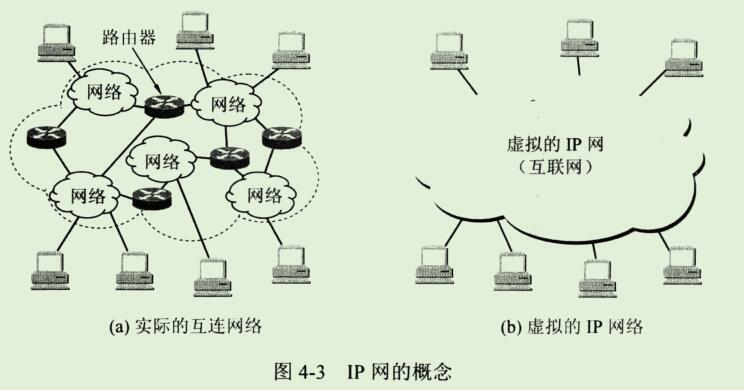 路由器
网络
网络
网络
网络
网络
虚拟的 IP 网
（互联网）
(a) 实际的互连网络
(b) 虚拟的 IP 网络
图 4-3 IP 网的概念